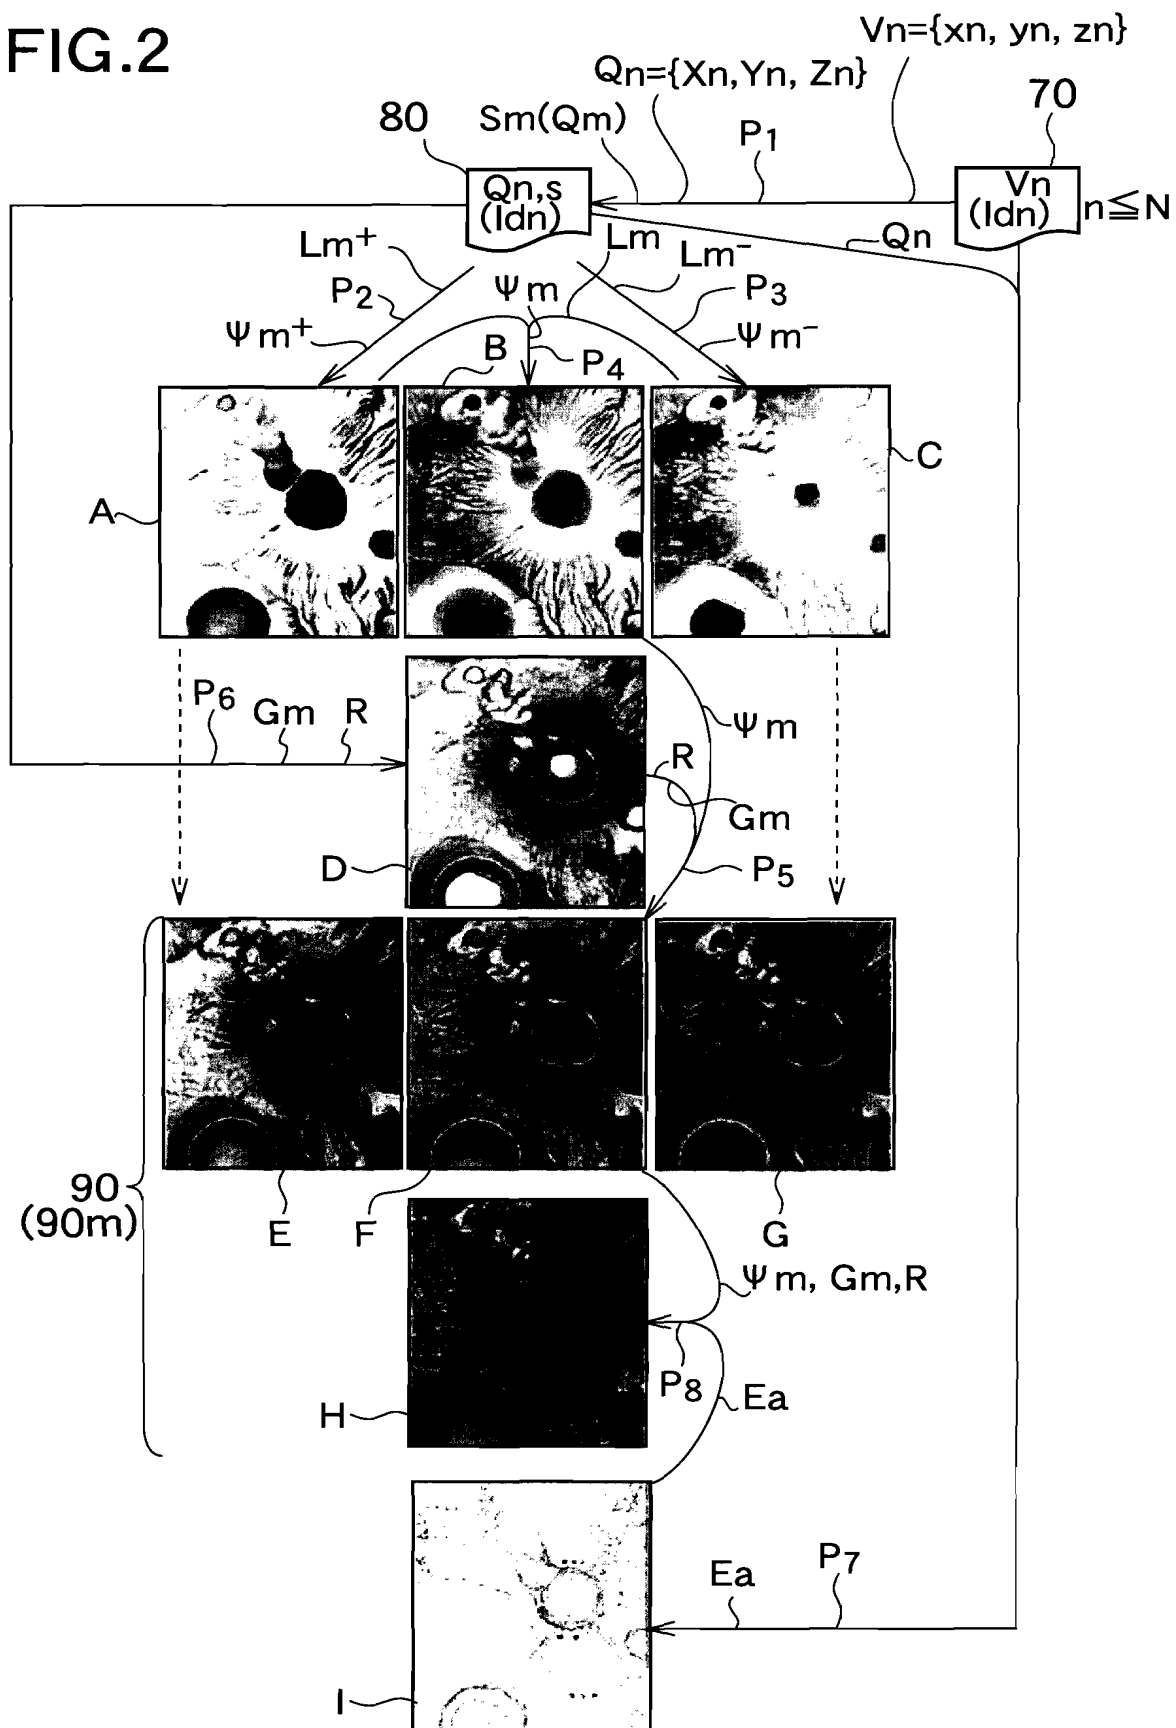 FIG.2
Vn={xn, yn, zn}
Qn={Xn,Yn, Zn}
Sm(Qm)
P1
80
70
Qn,s
(Idn)
Vn
(Idn)
n≦N
Qn
Lm+
Lm
Lm-
P2
Ψm
P3
Ψm+
Ψm-
B
P4
A
C
P6
Gm
R
Ψm
R
Gm
D
P5
90
(90m)
E
F
G
Ψm, Gm,R
P8
Ea
H
Ea
P7
I